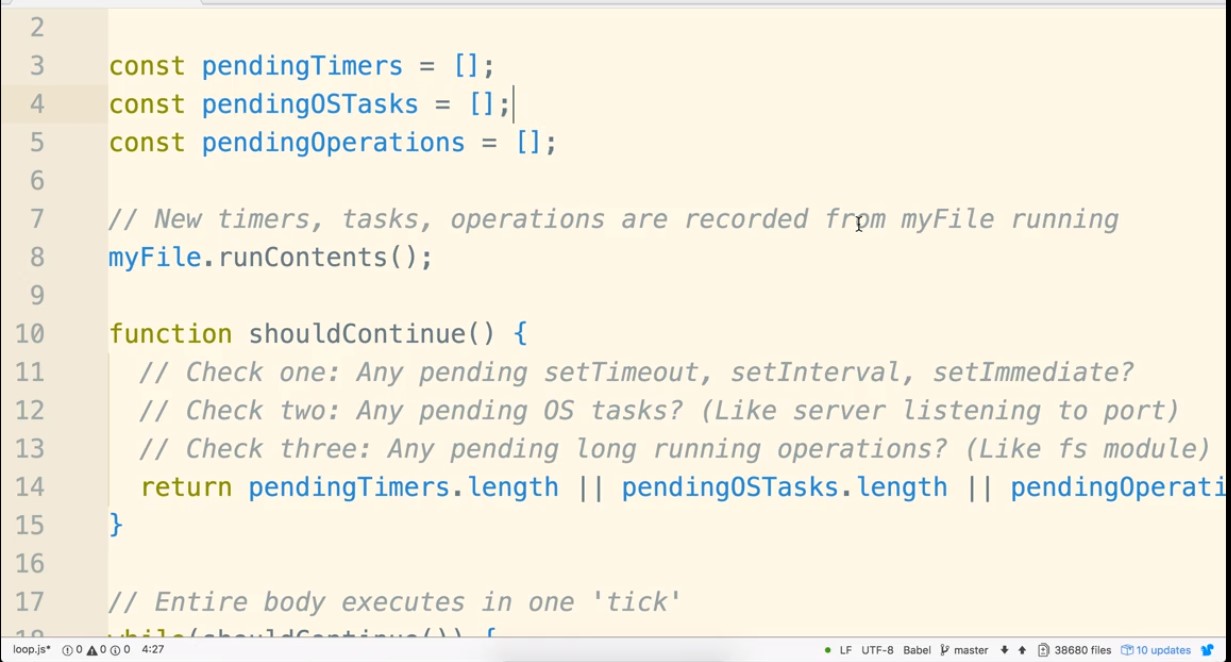 2
3 const pendingTimers = [];
4 const pendingOSTasks = [];
5 const pendingOperations = [];
6
7 // New timers, tasks, operations are recorded from myFile running
8 myFile.runContents();
9
10 function shouldContinue() {
11 // Check one: Any pending setTimeout, setInterval, setImmediate?
12 // Check two: Any pending OS tasks? (Like server listening to port)
13 // Check three: Any pending long running operations? (Like fs module)
14 return pendingTimers.length || pendingOSTasks.length || pendingOperati
15 }
16
17 // Entire body executes in one 'tick'
18 while(shouldContinue()) {
loop.js* 0 0 0 4:27 LF UTF-8 Babel master 38680 files 10 updates